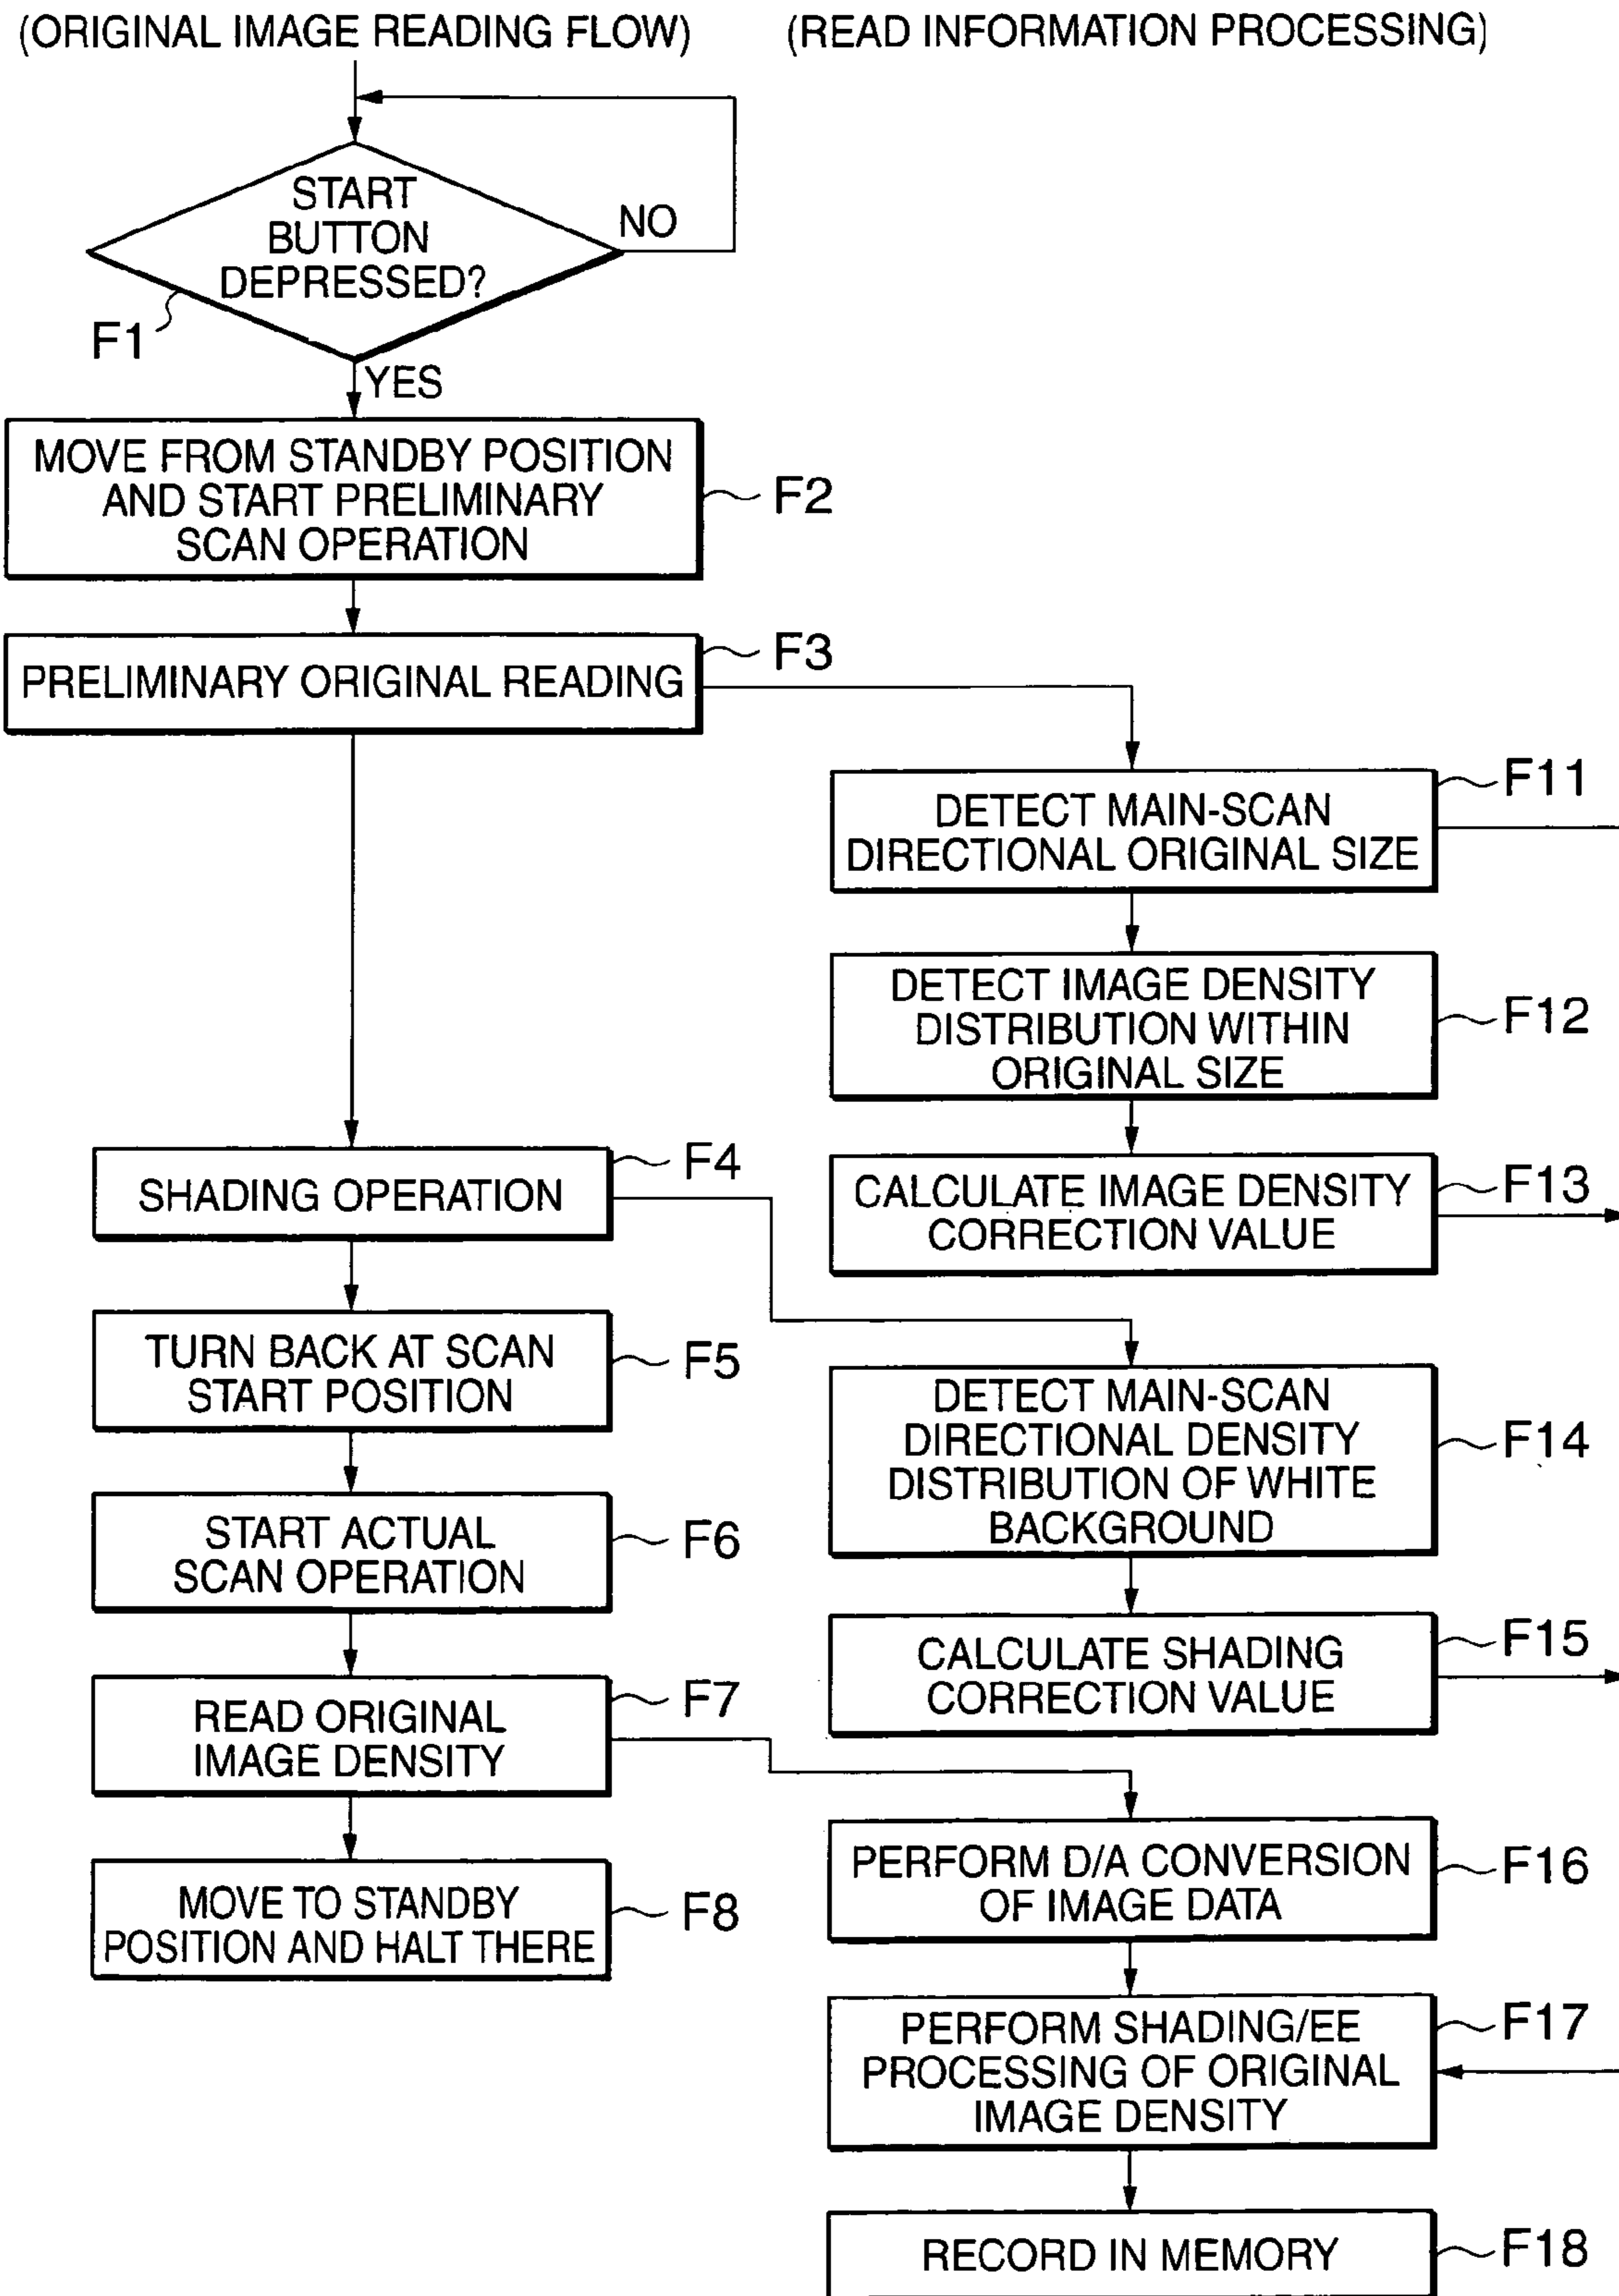 (ORIGINAL IMAGE READING FLOW)
(READ INFORMATION PROCESSING)
START
BUTTON
DEPRESSED?
NO
F1
YES
MOVE FROM STANDBY POSITION
AND START PRELIMINARY
SCAN OPERATION
F2
PRELIMINARY ORIGINAL READING
F3
DETECT MAIN-SCAN
DIRECTIONAL ORIGINAL SIZE
F11
DETECT IMAGE DENSITY
DISTRIBUTION WITHIN
ORIGINAL SIZE
F12
SHADING OPERATION
F4
CALCULATE IMAGE DENSITY
CORRECTION VALUE
F13
TURN BACK AT SCAN
START POSITION
F5
DETECT MAIN-SCAN
DIRECTIONAL DENSITY
DISTRIBUTION OF WHITE
BACKGROUND
F14
START ACTUAL
SCAN OPERATION
F6
CALCULATE SHADING
CORRECTION VALUE
F15
READ ORIGINAL
IMAGE DENSITY
F7
PERFORM D/A CONVERSION
OF IMAGE DATA
F16
MOVE TO STANDBY
POSITION AND HALT THERE
F8
PERFORM SHADING/EE
PROCESSING OF ORIGINAL
IMAGE DENSITY
F17
RECORD IN MEMORY
F18